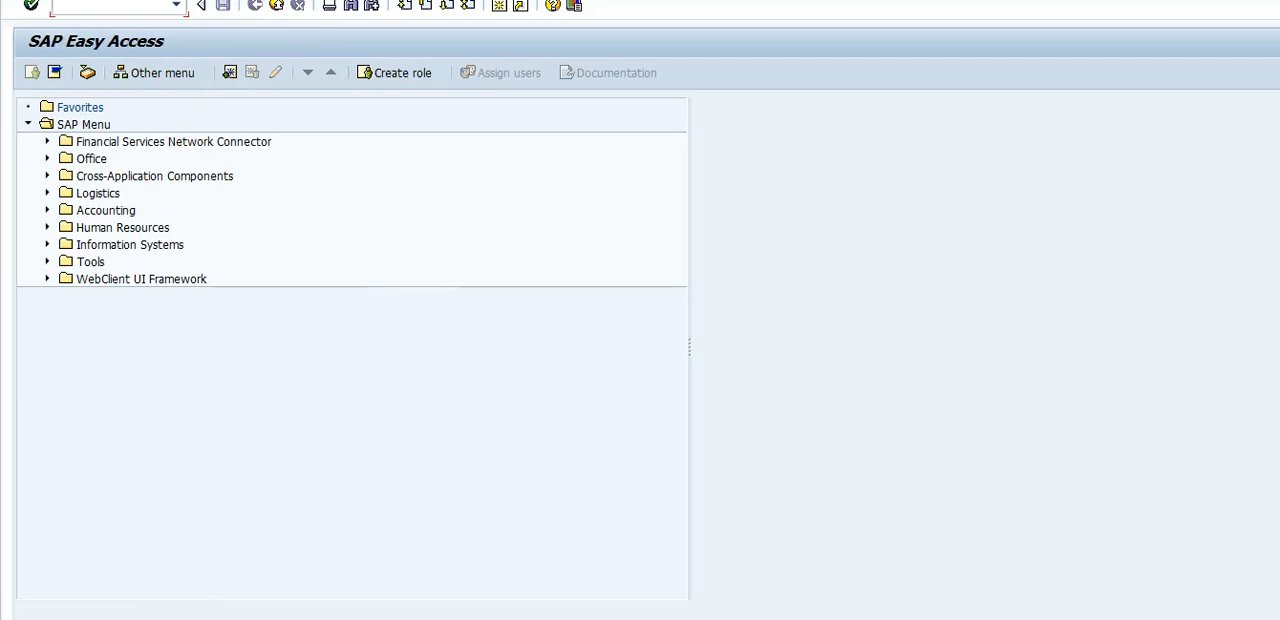 SAP Easy Access
Other menu Create role Assign users Documentation
Favorites
SAP Menu
Financial Services Network Connector
Office
Cross-Application Components
Logistics
Accounting
Human Resources
Information Systems
Tools
WebClient UI Framework